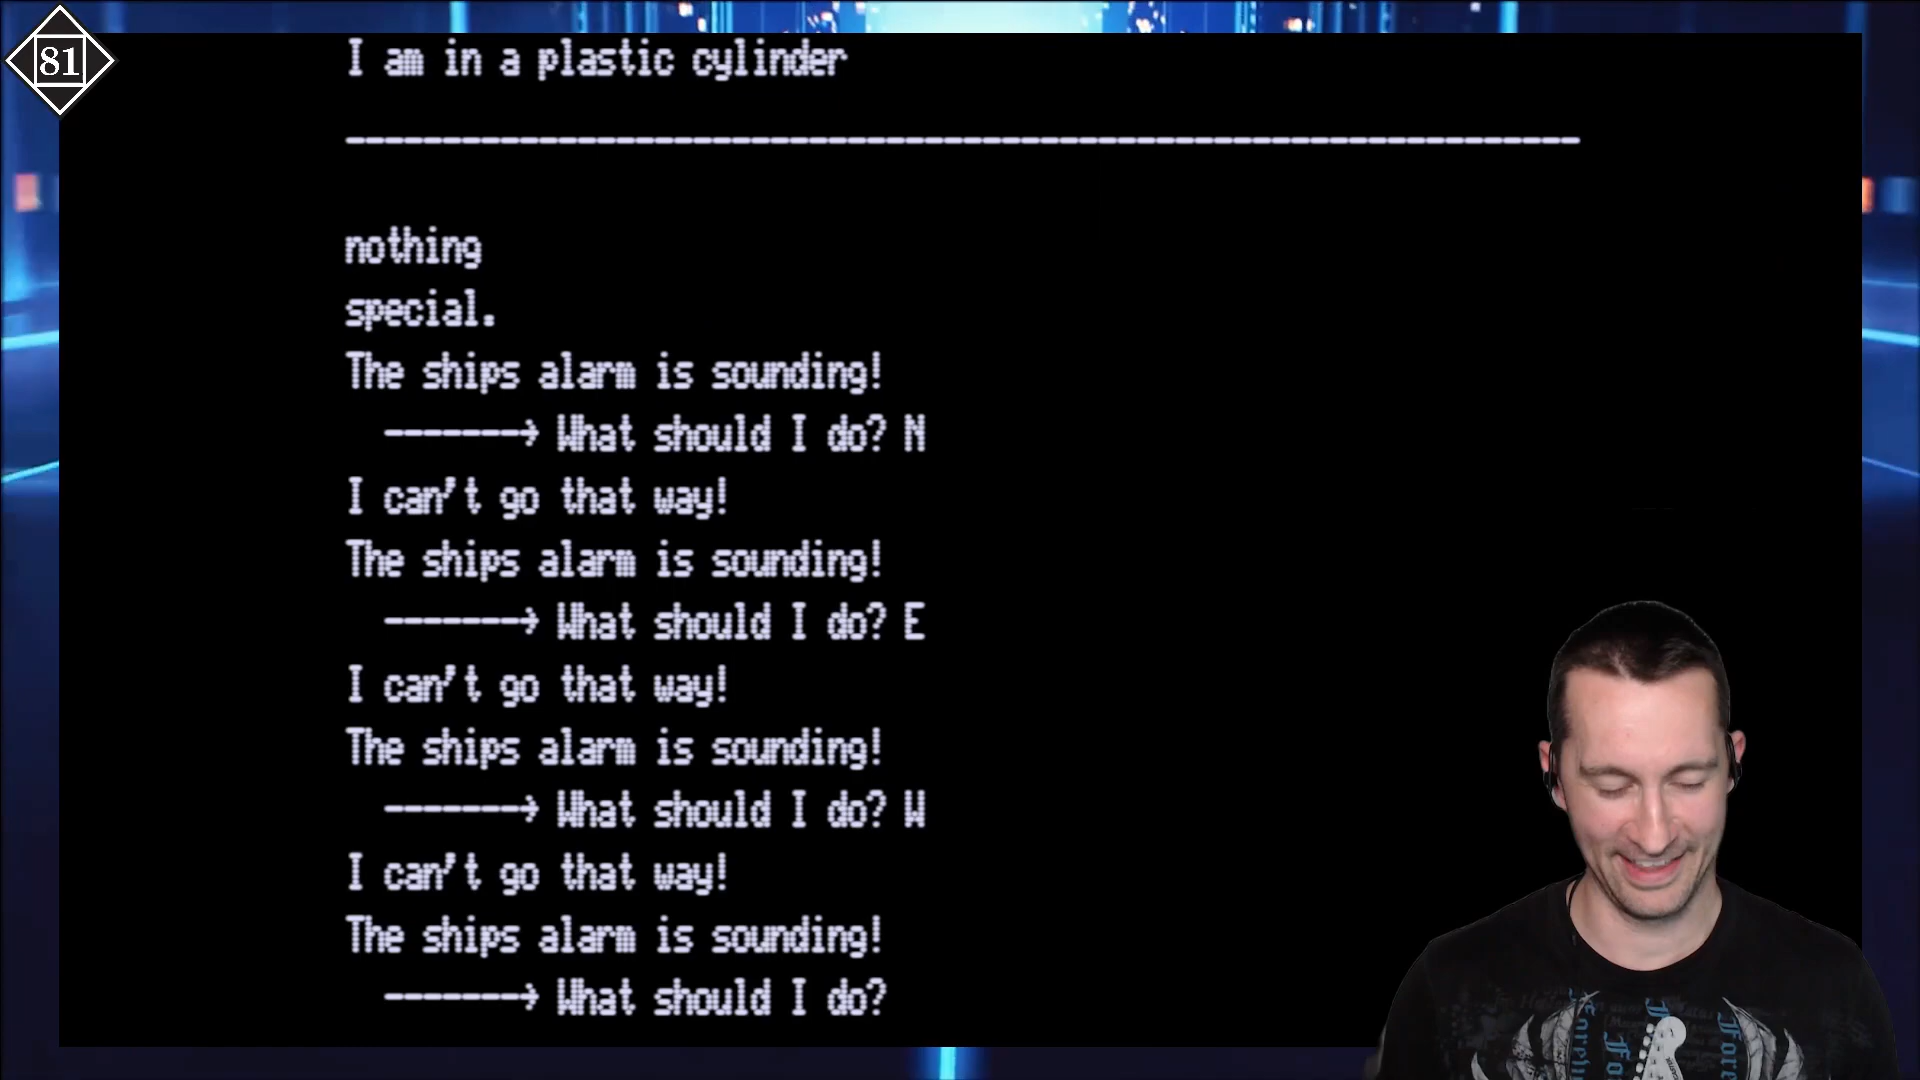 81
I am in a plastic cylinder
----------------------------------------------------------------
nothing
special.
The ships alarm is sounding!
-------→ What should I do? N
I can't go that way!
The ships alarm is sounding!
-------→ What should I do? E
I can't go that way!
The ships alarm is sounding!
-------→ What should I do? W
I can't go that way!
The ships alarm is sounding!
-------→ What should I do?